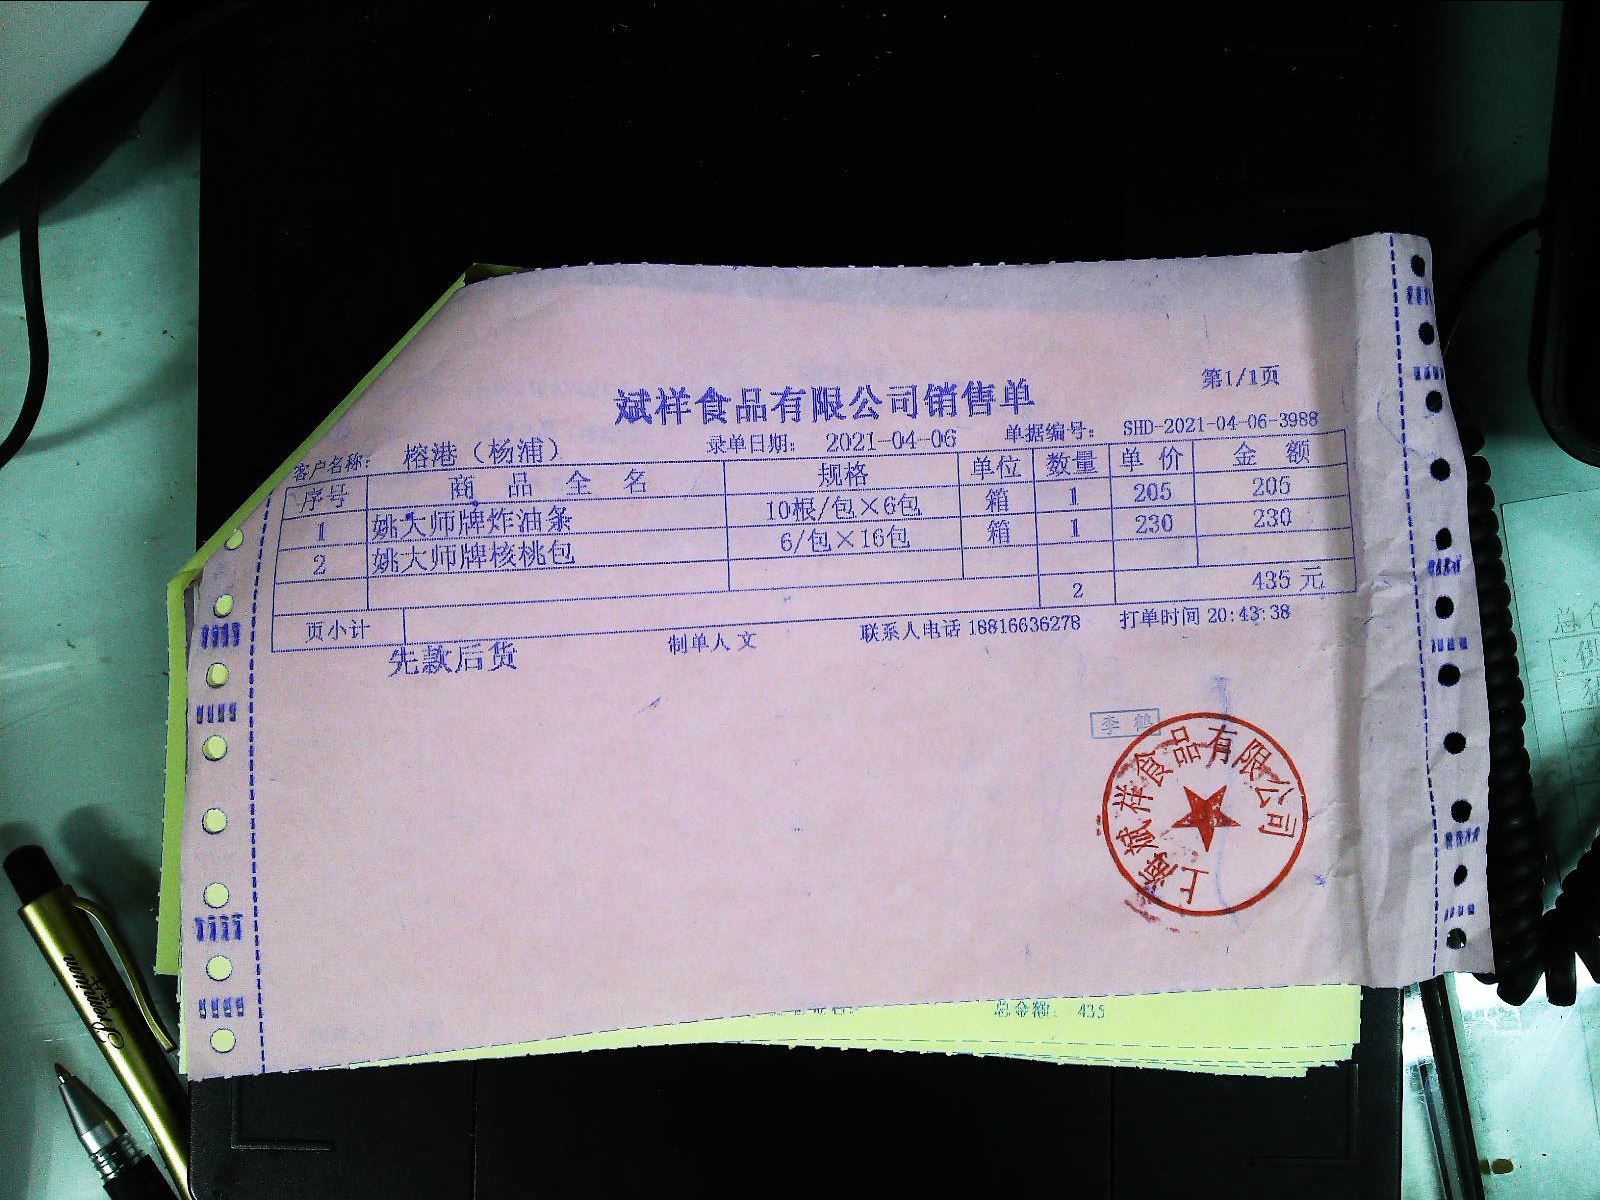 第1/1页
斌祥食品有限公司销售单
客户名称: 榕港（杨浦） 录单日期: 2021-04-06 单据编号: SHD-2021-04-06-3988
序号 商品全名 规格 单位 数量 单价 金额
1 姚大师牌炸油条 10根/包×6包 箱 1 205 205
2 姚大师牌核桃包 6/包×16包 箱 1 230 230
2 435 元
页小计
先款后货 制单人 文 联系人电话 18816636278 打单时间 20:43:38
李鹤
上海斌祥食品有限公司
总金额: 435
Premium